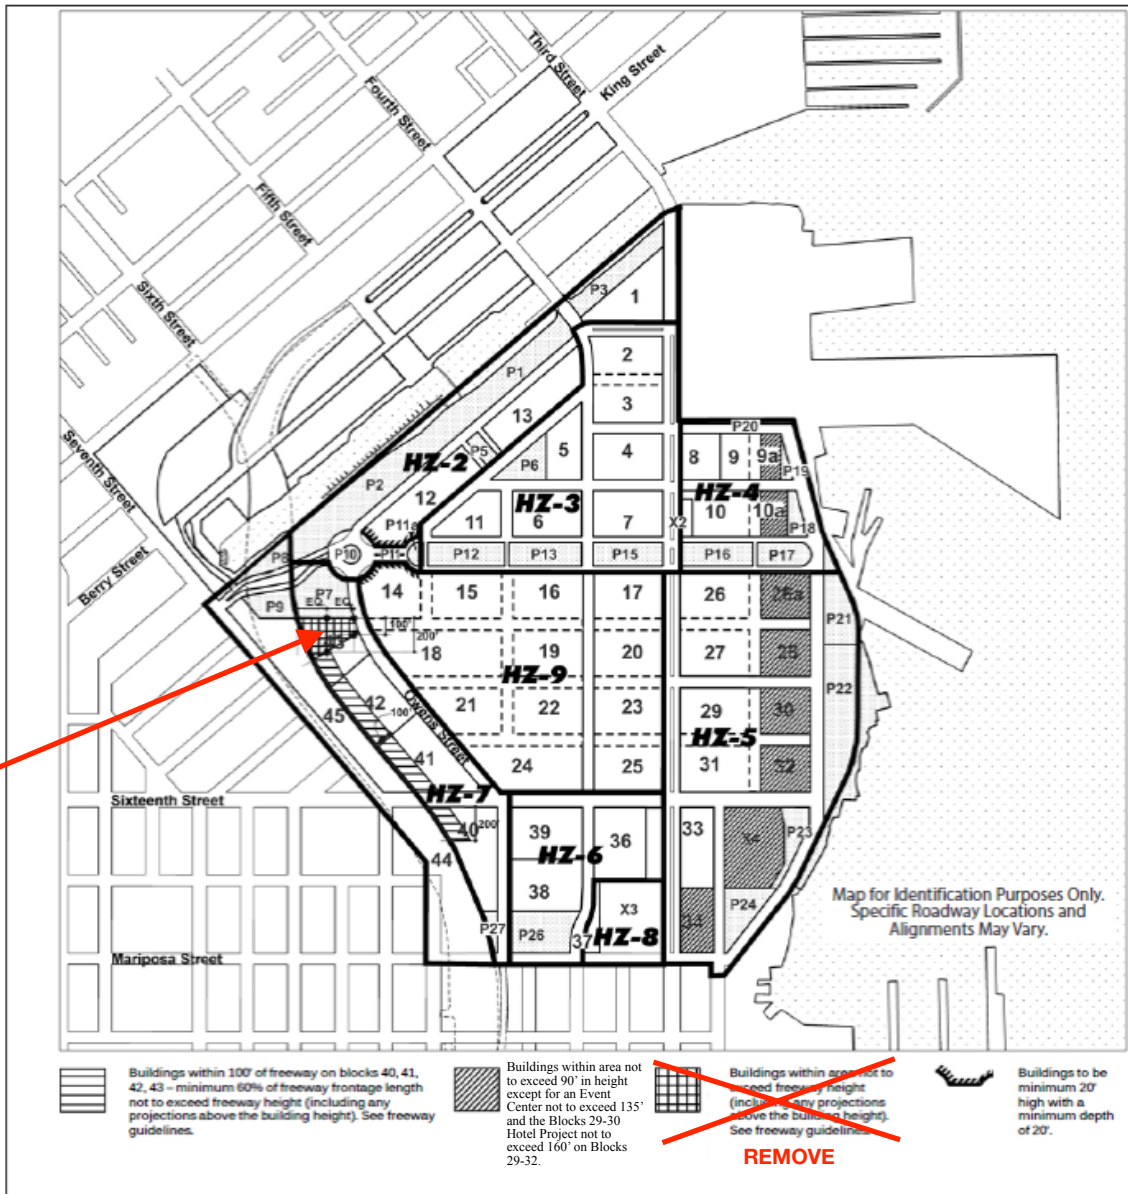 Third Street
King Street
Fourth Street
Fifth Street
Sixth Street
Seventh Street
Berry Street
P3
1
2
P1
3
13
P20
P5
5
4
8
9
9a
HZ-2
P6
P19
P2
HZ-3
HZ-4
12
P11a
11
6
7
X2
10
10a
P18
P8
P10
P11
P12
P13
P15
P16
P17
P7
14
15
16
17
26
26a
P9
EQ
EQ
100'
P21
43
200'
18
19
20
27
28
HZ-9
P22
42
100'
Owens Street
21
22
23
29
30
45
HZ-5
41
24
25
31
32
HZ-7
Sixteenth Street
40
200'
39
36
33
X4
P23
44
HZ-6
38
P24
Map for Identification Purposes Only.
Specific Roadway Locations and
Alignments May Vary.
X3
34
P27
P26
37
HZ-8
Mariposa Street
Buildings within 100' of freeway on blocks 40, 41,
42, 43 – minimum 60% of freeway frontage length
not to exceed freeway height (including any
projections above the building height). See freeway
guidelines.
Buildings within area not
to exceed 90' in height
except for an Event
Center not to exceed 135'
and the Blocks 29-30
Hotel Project not to
exceed 160' on Blocks
29-32.
Buildings within area not to
exceed freeway height
(including any projections
above the building height).
See freeway guidelines.
REMOVE
Buildings to be
minimum 20'
high with a
minimum depth
of 20'.